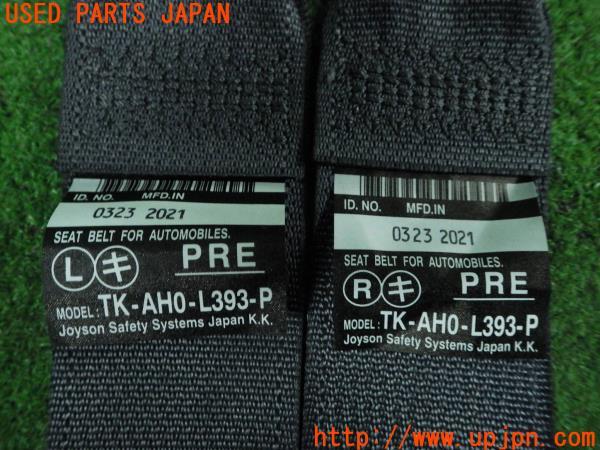 USED PARTS JAPAN
ID. NO. MFD.IN
0323 2021
SEAT BELT FOR AUTOMOBILES.
L キ PRE
MODEL: TK-AH0-L393-P
Joyson Safety Systems Japan K.K.
ID. NO. MFD.IN
0323 2021
SEAT BELT FOR AUTOMOBILES.
R キ PRE
MODEL: TK-AH0-L393-P
Joyson Safety Systems Japan K.K.
http://www.upjpn.com/